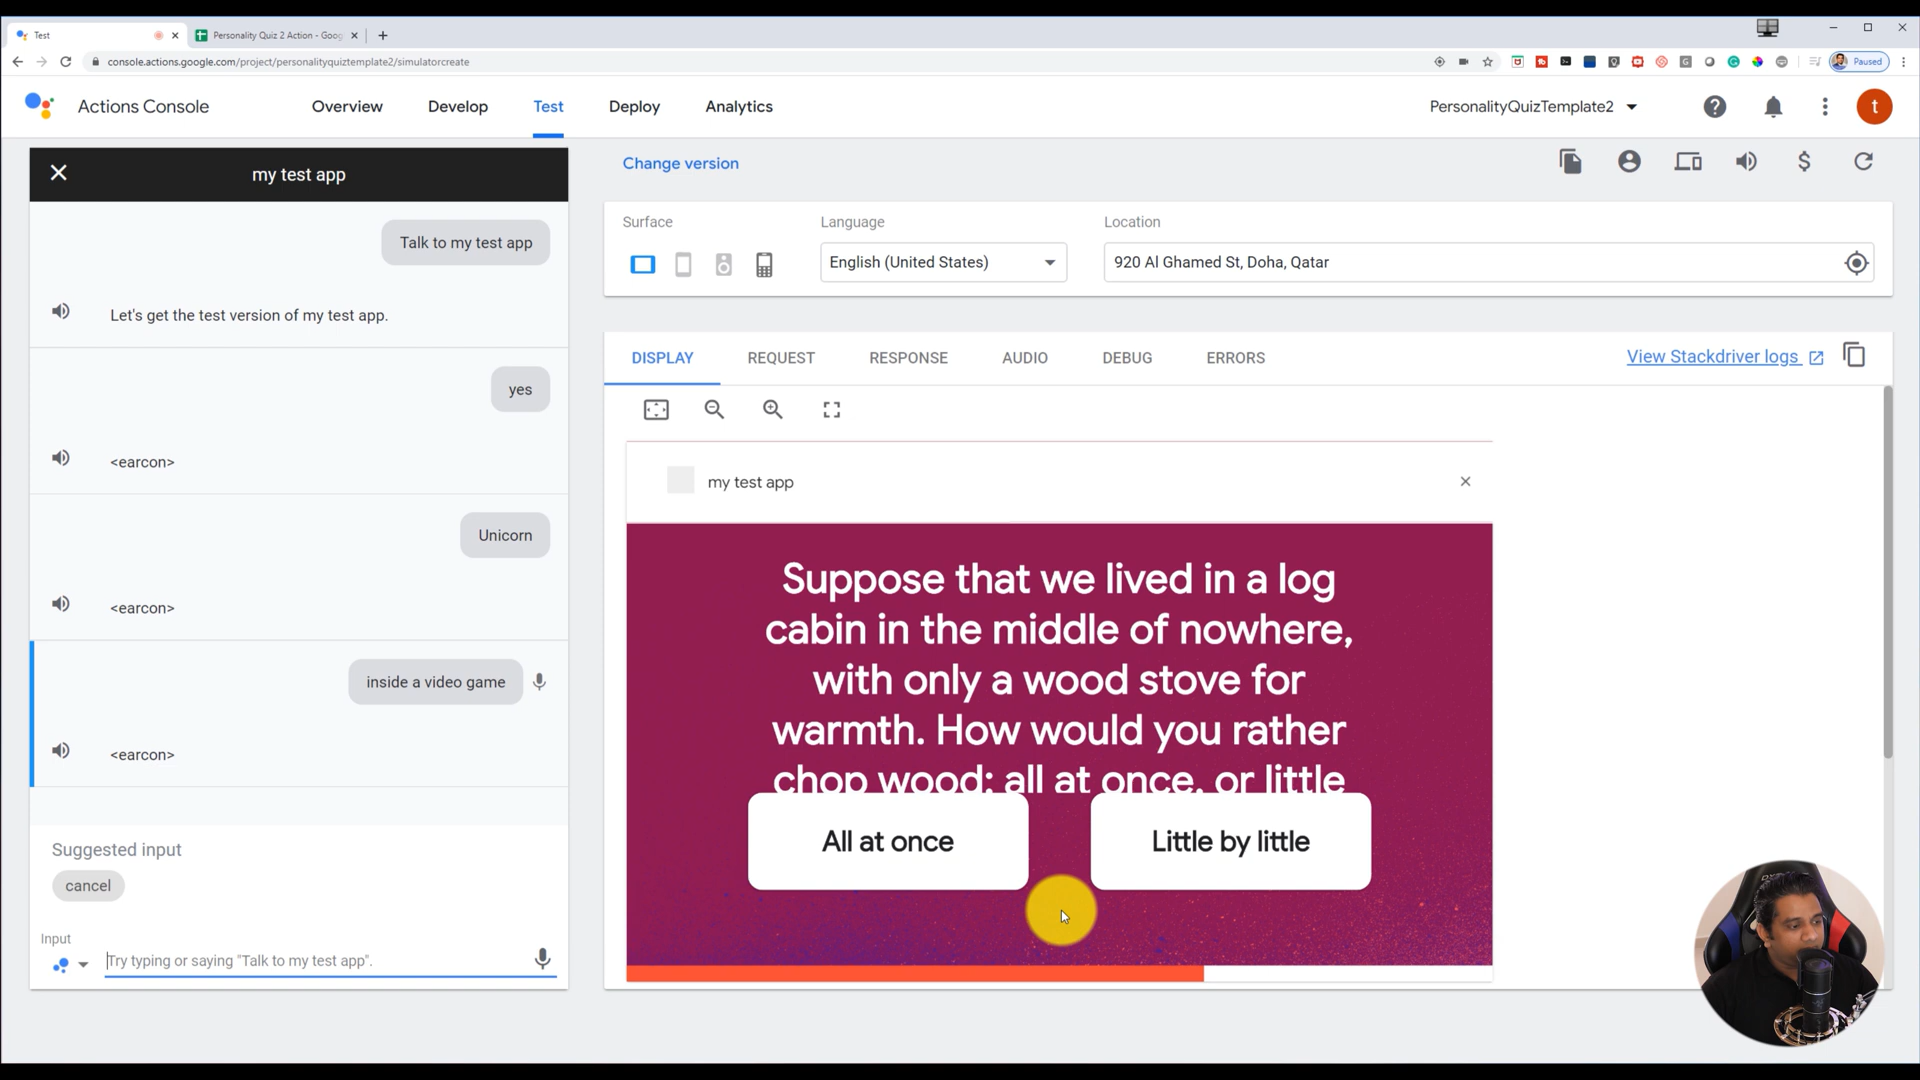 Test
Personality Quiz 2 Action - Goog
console.actions.google.com/project/personalityquiztemplate2/simulatorcreate
Paused
Actions Console
Overview
Develop
Test
Deploy
Analytics
PersonalityQuizTemplate2
t
my test app
Talk to my test app
Let's get the test version of my test app.
yes
<earcon>
Unicorn
<earcon>
inside a video game
<earcon>
Suggested input
cancel
Input
Try typing or saying "Talk to my test app".
Change version
Surface
Language
Location
English (United States)
920 Al Ghamed St, Doha, Qatar
DISPLAY
REQUEST
RESPONSE
AUDIO
DEBUG
ERRORS
View Stackdriver logs
my test app
Suppose that we lived in a log
cabin in the middle of nowhere,
with only a wood stove for
warmth. How would you rather
chop wood: all at once, or little
All at once
Little by little